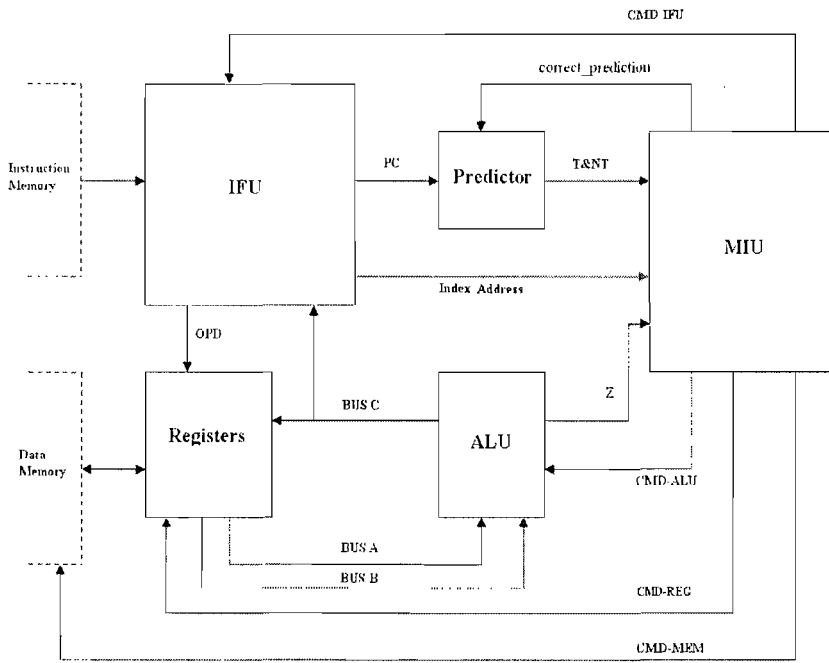 CMD IFU
correct_prediction
Instruction
Memory
IFU
PC
Predictor
T&NT
MIU
Index Address
OPD
Z
BUS C
Registers
ALU
Data
Memory
CMD-ALU
BUS A
BUS B
CMD-REG
CMD-MEM